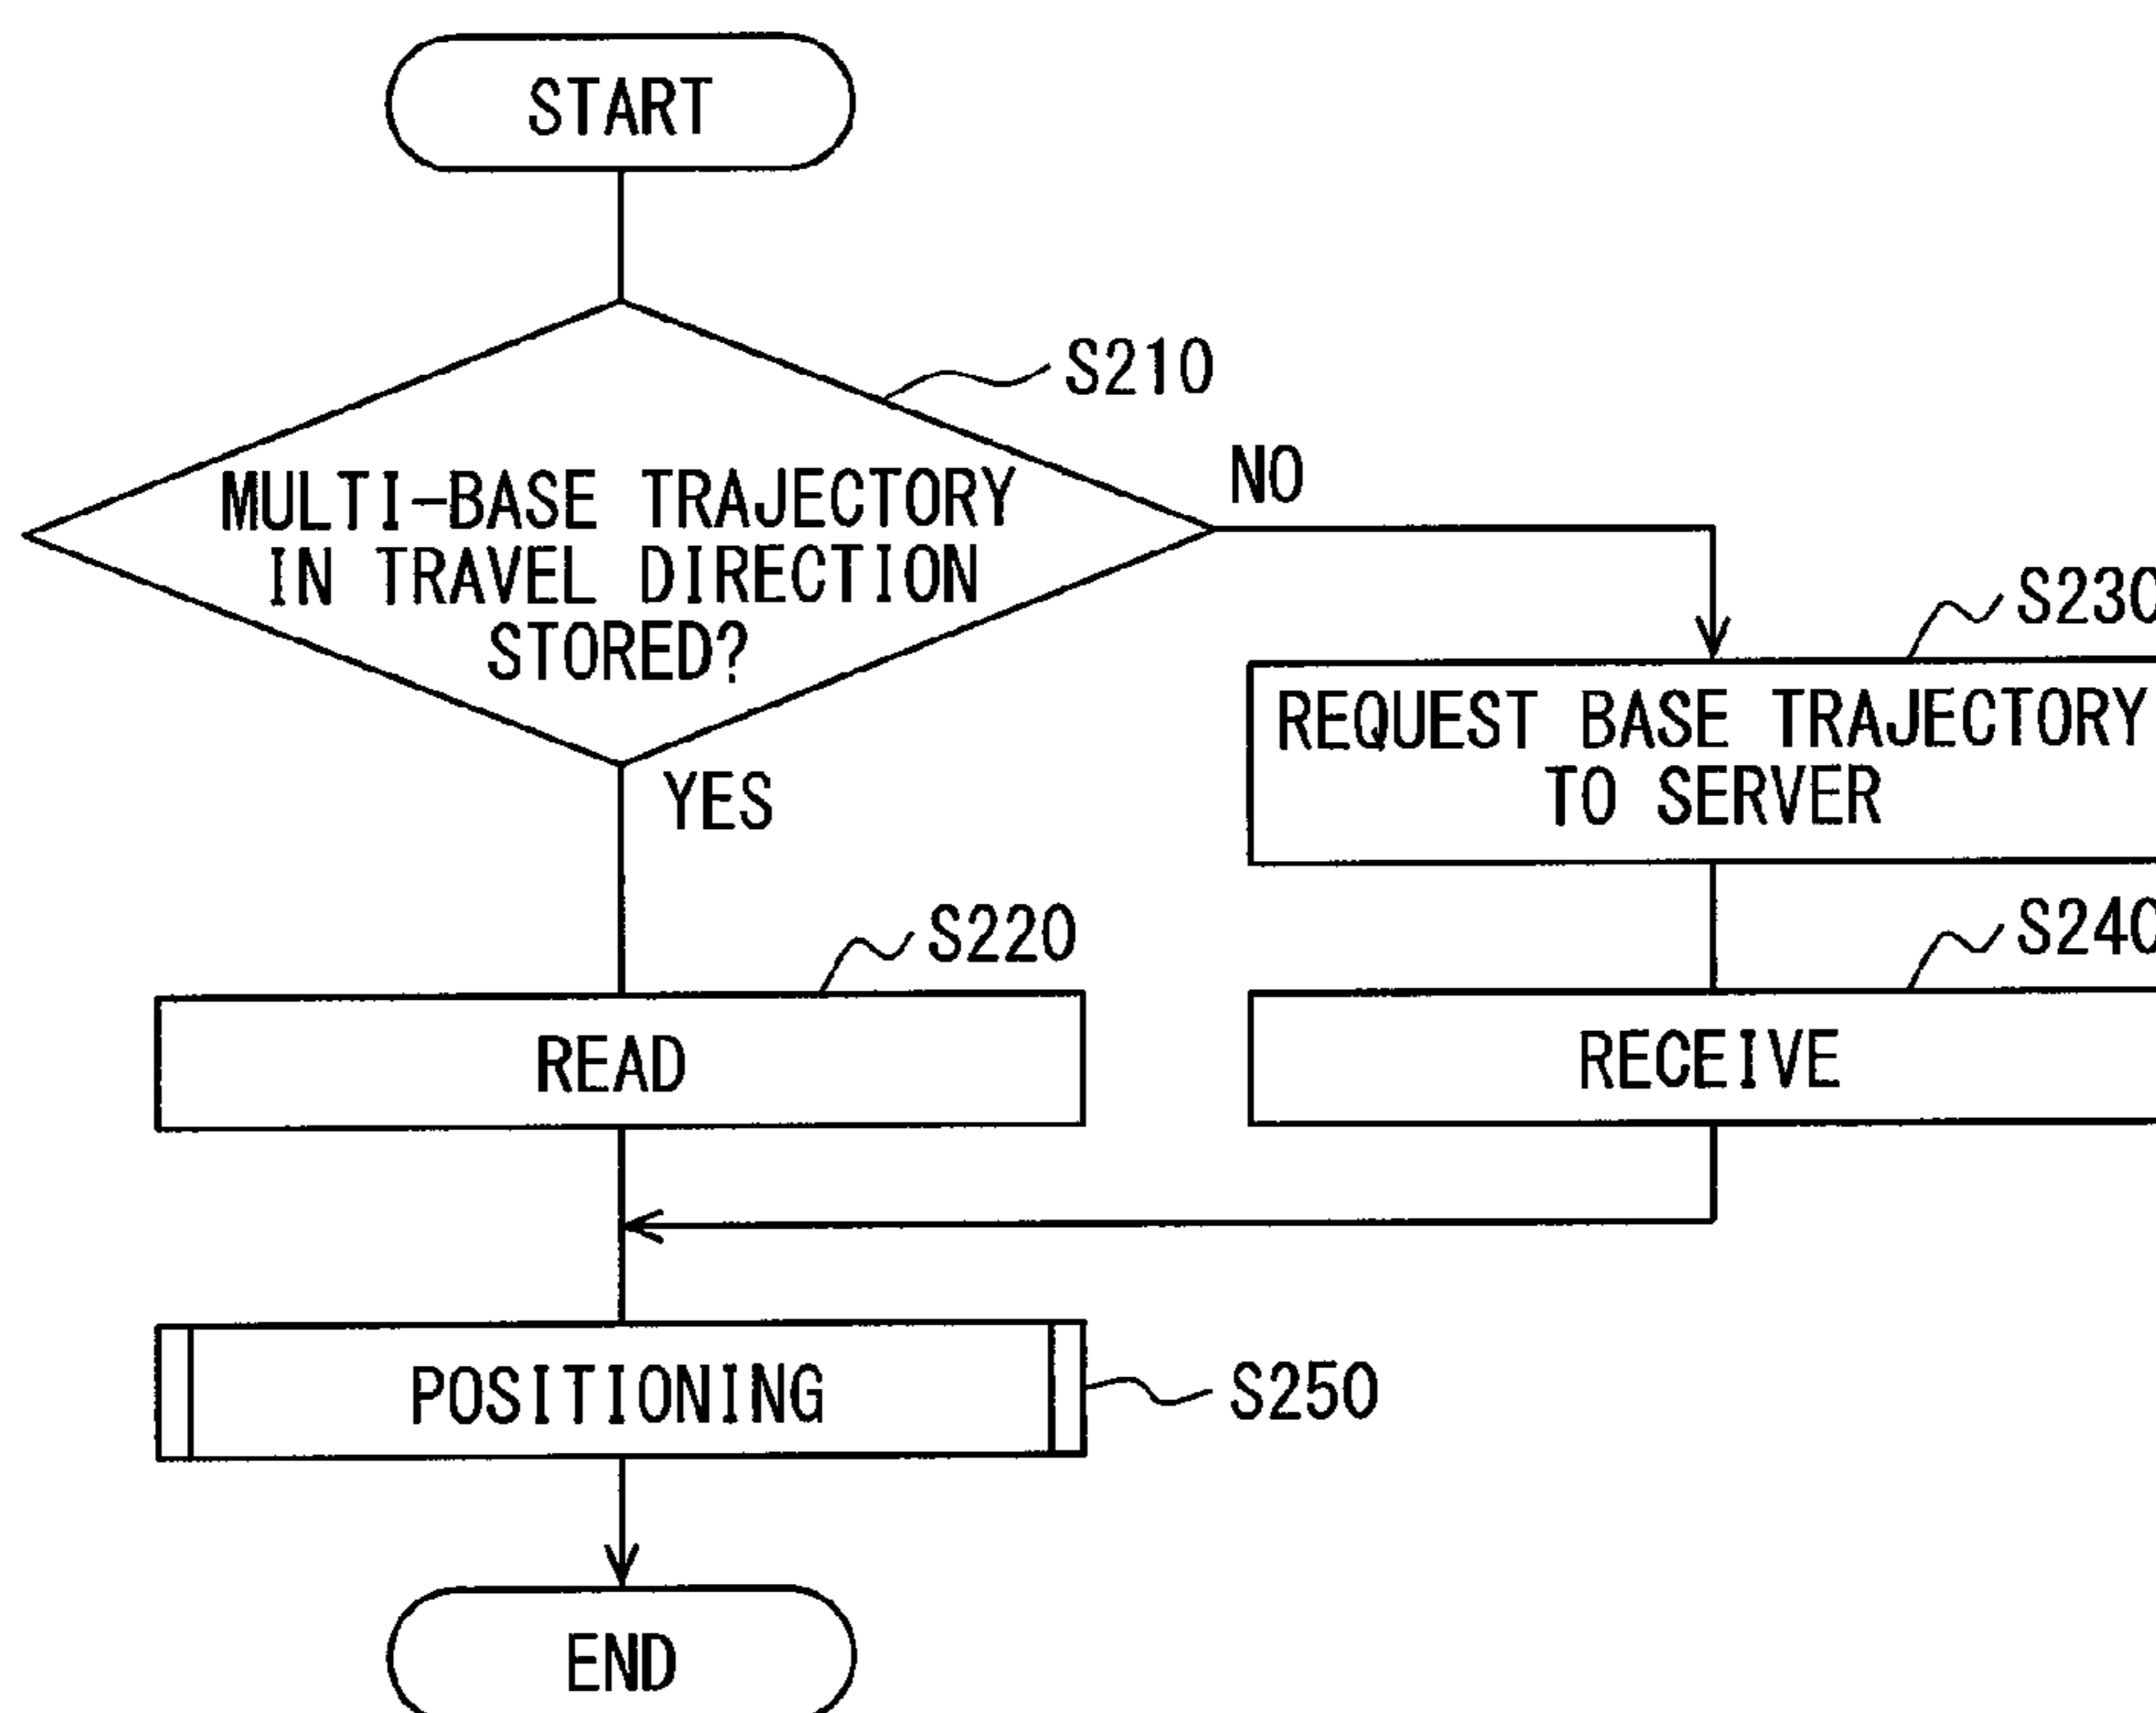 START
S210
MULTI-BASE TRAJECTORY
IN TRAVEL DIRECTION
STORED?
NO
YES
S230
REQUEST BASE TRAJECTORY
TO SERVER
S220
READ
S240
RECEIVE
POSITIONING
S250
END